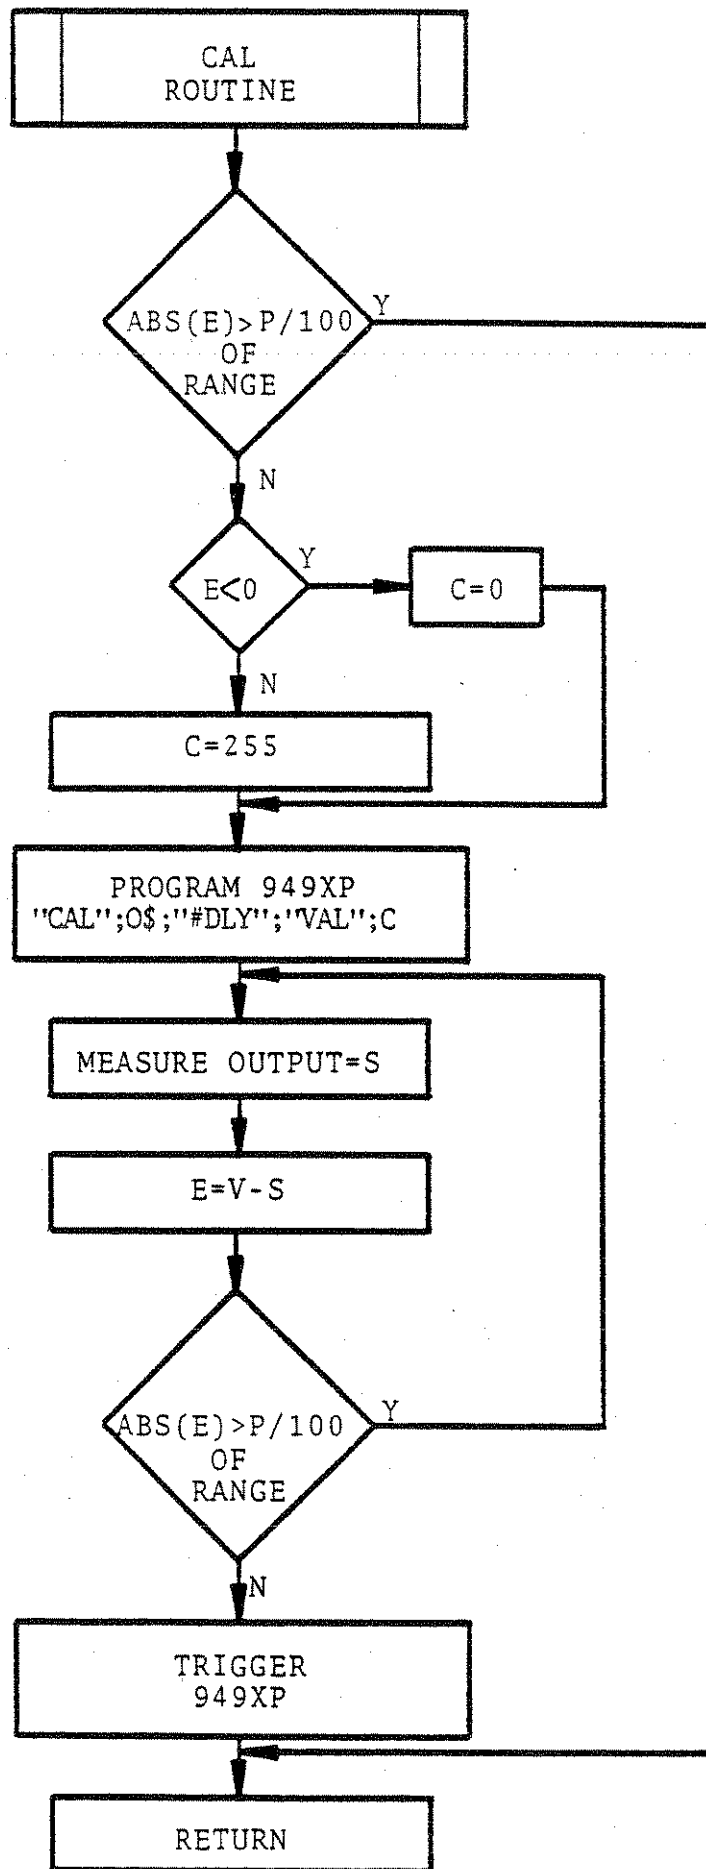 CAL
ROUTINE
ABS(E)>P/100
OF
RANGE
Y
N
E<0
Y
C=0
N
C=255
PROGRAM 949XP
"CAL";O$;"#DLY";"VAL";C
MEASURE OUTPUT=S
E=V-S
ABS(E)>P/100
OF
RANGE
Y
N
TRIGGER
949XP
RETURN